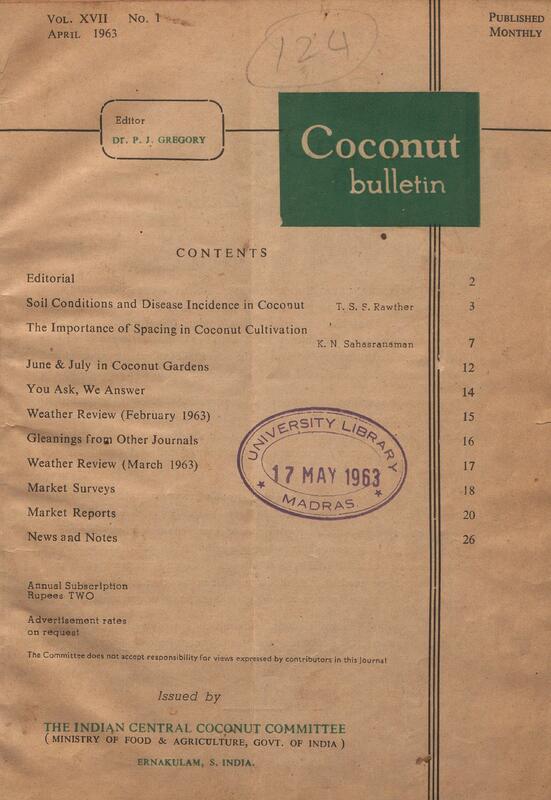 VOL. XVII No. 1
APRIL 1963
124
PUBLISHED
MONTHLY
Editor
Dr. P. J. GREGORY
Coconut
bulletin
CONTENTS
Editorial 2
Soil Conditions and Disease Incidence in Coconut T. S. S. Rawther 3
The Importance of Spacing in Coconut Cultivation
K. N. Sahasranaman 7
June & July in Coconut Gardens 12
You Ask, We Answer 14
Weather Review (February 1963) 15
Gleanings from Other Journals 16
Weather Review (March 1963) 17
Market Surveys 18
Market Reports 20
News and Notes 26
UNIVERSITY LIBRARY
17 MAY 1963
MADRAS
Annual Subscription
Rupees TWO
Advertisement rates
on request
The Committee does not accept responsibility for views expressed by contributors in this Journal
Issued by
THE INDIAN CENTRAL COCONUT COMMITTEE
( MINISTRY OF FOOD & AGRICULTURE, GOVT. OF INDIA )
ERNAKULAM, S. INDIA.